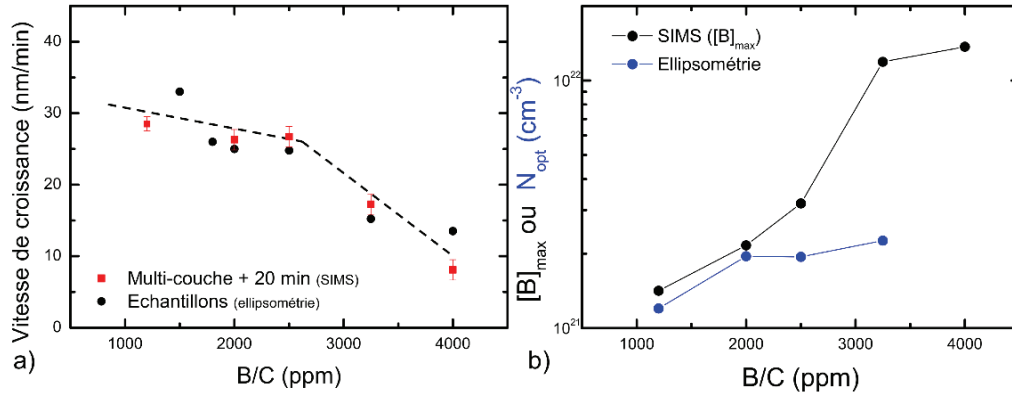 Vitesse de croissance (nm/min)
40
30
20
10
0
Multi-couche + 20 min (SIMS)
Echantillons (ellipsométrie)
1000 2000 3000 4000
B/C (ppm)
a)
[B]max ou Nopt (cm-3)
10^22
10^21
SIMS ([B]max)
Ellipsométrie
1000 2000 3000 4000
B/C (ppm)
b)